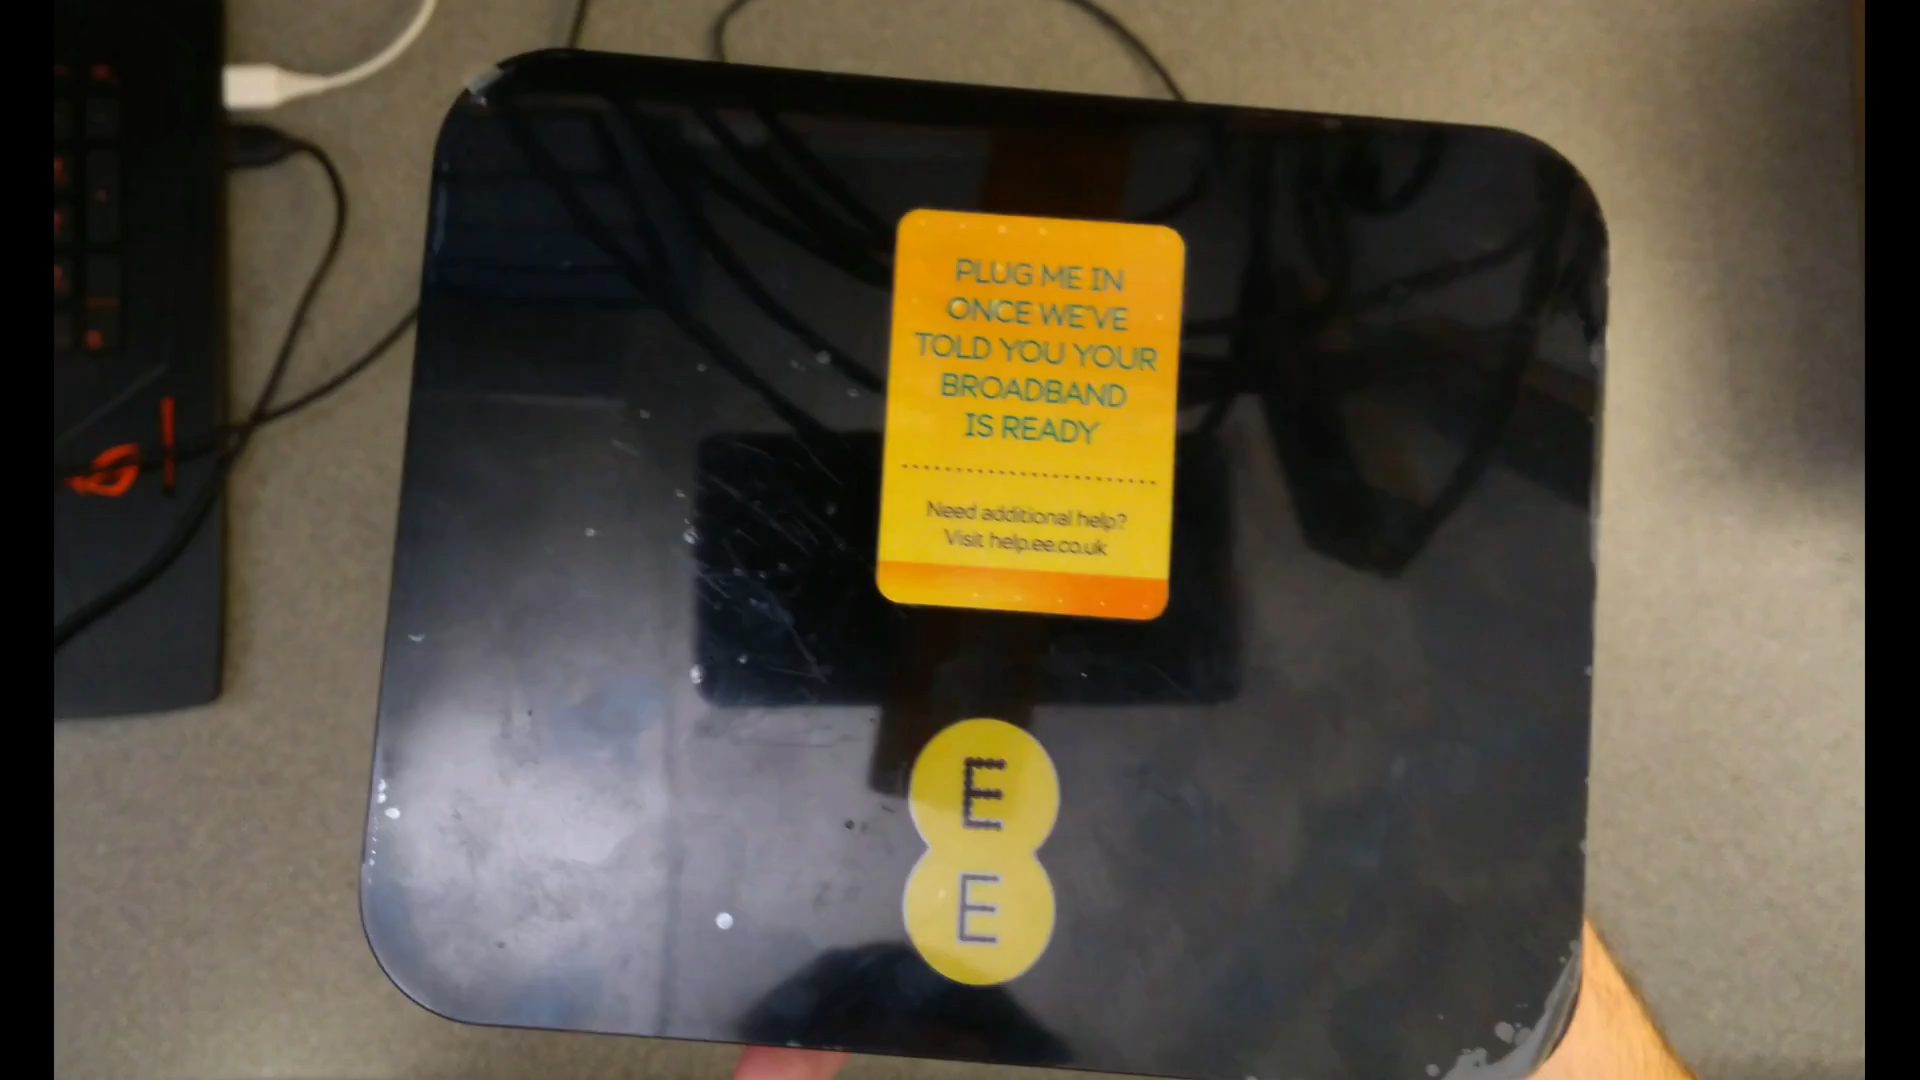 PLUG ME IN
ONCE WE'VE
TOLD YOU YOUR
BROADBAND
IS READY
Need additional help?
Visit help.ee.co.uk
E
E